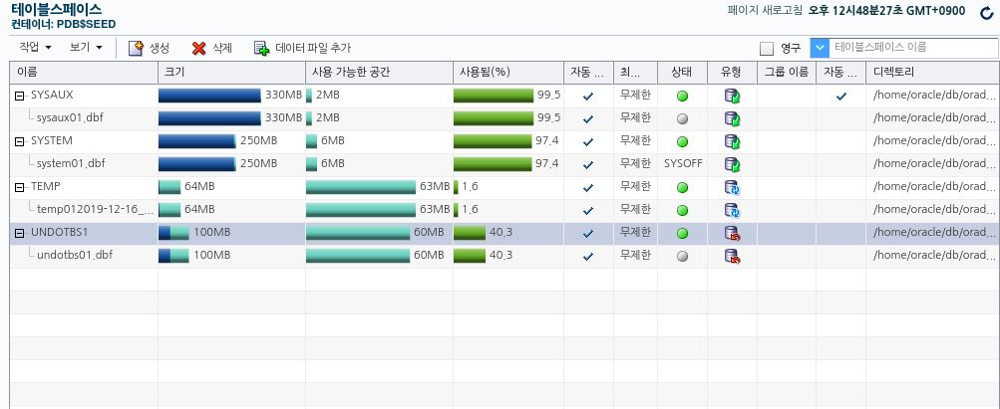 테이블스페이스
컨테이너: PDB$SEED
페이지 새로고침 오후 12시48분27초 GMT+0900
작업 보기 생성 삭제 데이터 파일 추가 영구 테이블스페이스 이름
이름 크기 사용 가능한 공간 사용됨(%) 자동 ... 최... 상태 유형 그룹 이름 자동 ... 디렉토리
SYSAUX 330MB 2MB 99.5 무제한 /home/oracle/db/orad...
sysaux01.dbf 330MB 2MB 99.5 무제한 /home/oracle/db/orad...
SYSTEM 250MB 6MB 97.4 무제한 /home/oracle/db/orad...
system01.dbf 250MB 6MB 97.4 무제한 SYSOFF /home/oracle/db/orad...
TEMP 64MB 63MB 1.6 무제한 /home/oracle/db/orad...
temp012019-12-16_... 64MB 63MB 1.6 무제한 /home/oracle/db/orad...
UNDOTBS1 100MB 60MB 40.3 무제한 /home/oracle/db/orad...
undotbs01.dbf 100MB 60MB 40.3 무제한 /home/oracle/db/orad...